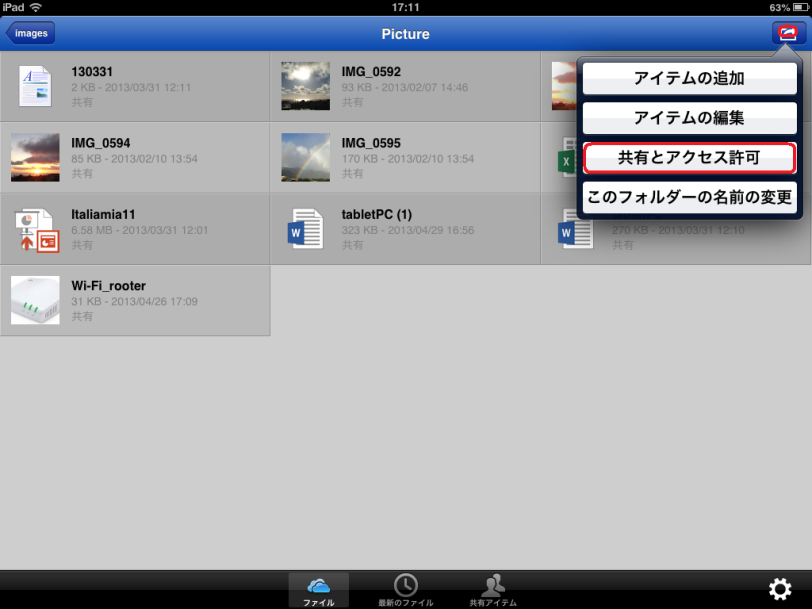 iPad
17:11
63%
images
Picture
130331
2 KB - 2013/03/31 12:11
共有
IMG_0592
93 KB - 2013/02/07 14:46
共有
アイテムの追加
アイテムの編集
共有とアクセス許可
このフォルダーの名前の変更
IMG_0594
85 KB - 2013/02/10 13:54
共有
IMG_0595
170 KB - 2013/02/10 13:54
共有
Italiamia11
6.58 MB - 2013/03/31 12:01
共有
tabletPC (1)
323 KB - 2013/04/29 16:56
共有
270 KB - 2013/03/31 12:10
共有
Wi-Fi_rooter
31 KB - 2013/04/26 17:09
共有
ファイル
最新のファイル
共有アイテム